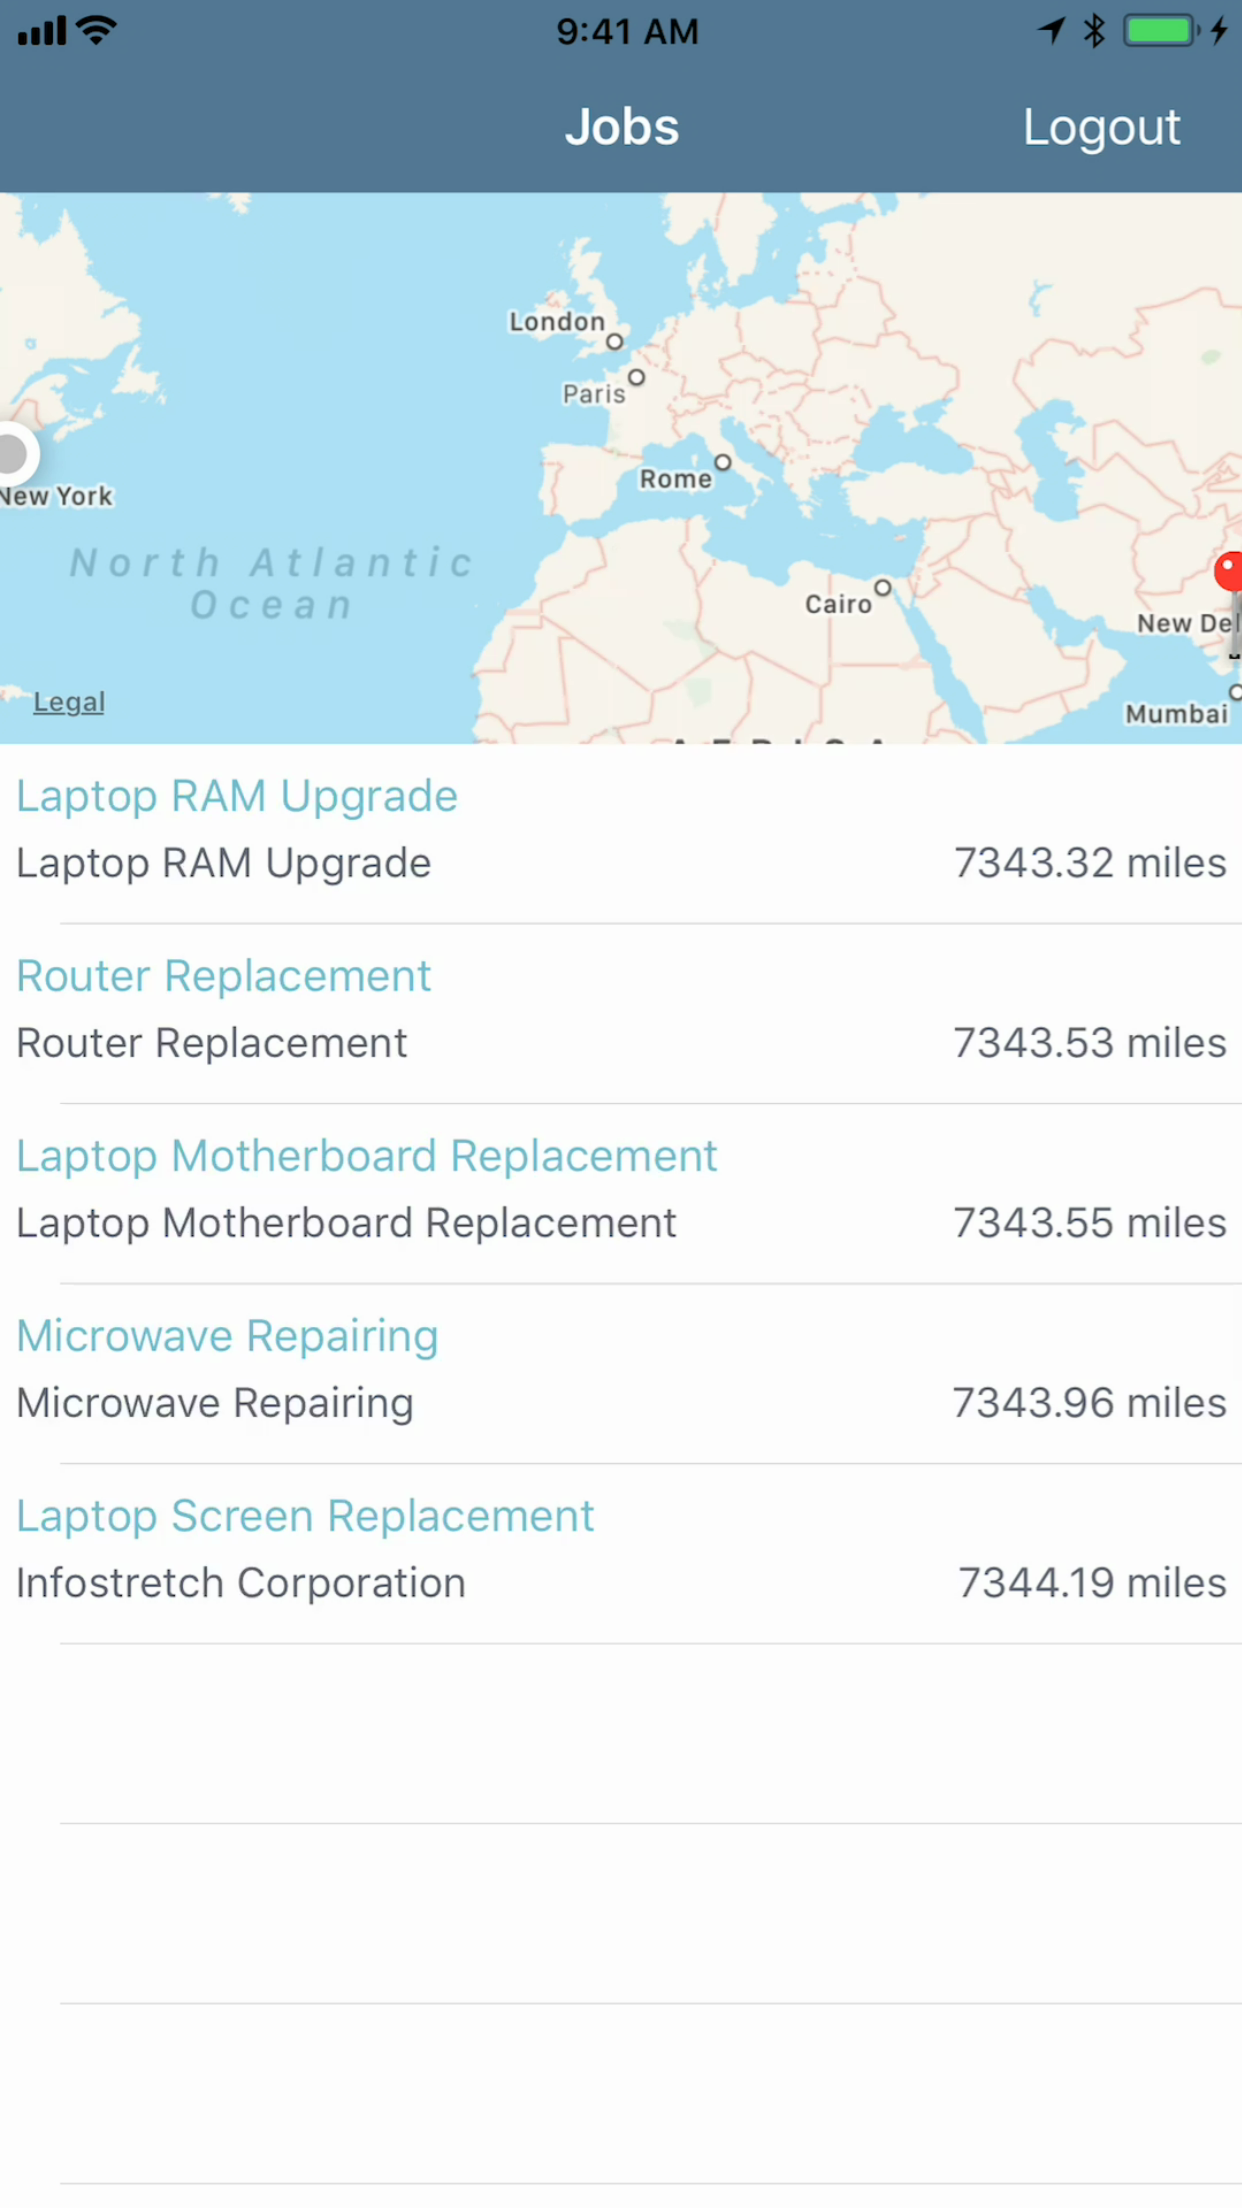 9:41 AM
Jobs
Logout
London
Paris
Rome
New York
North Atlantic
Ocean
Cairo
New Del
Mumbai
Legal
Laptop RAM Upgrade
Laptop RAM Upgrade
7343.32 miles
Router Replacement
Router Replacement
7343.53 miles
Laptop Motherboard Replacement
Laptop Motherboard Replacement
7343.55 miles
Microwave Repairing
Microwave Repairing
7343.96 miles
Laptop Screen Replacement
Infostretch Corporation
7344.19 miles